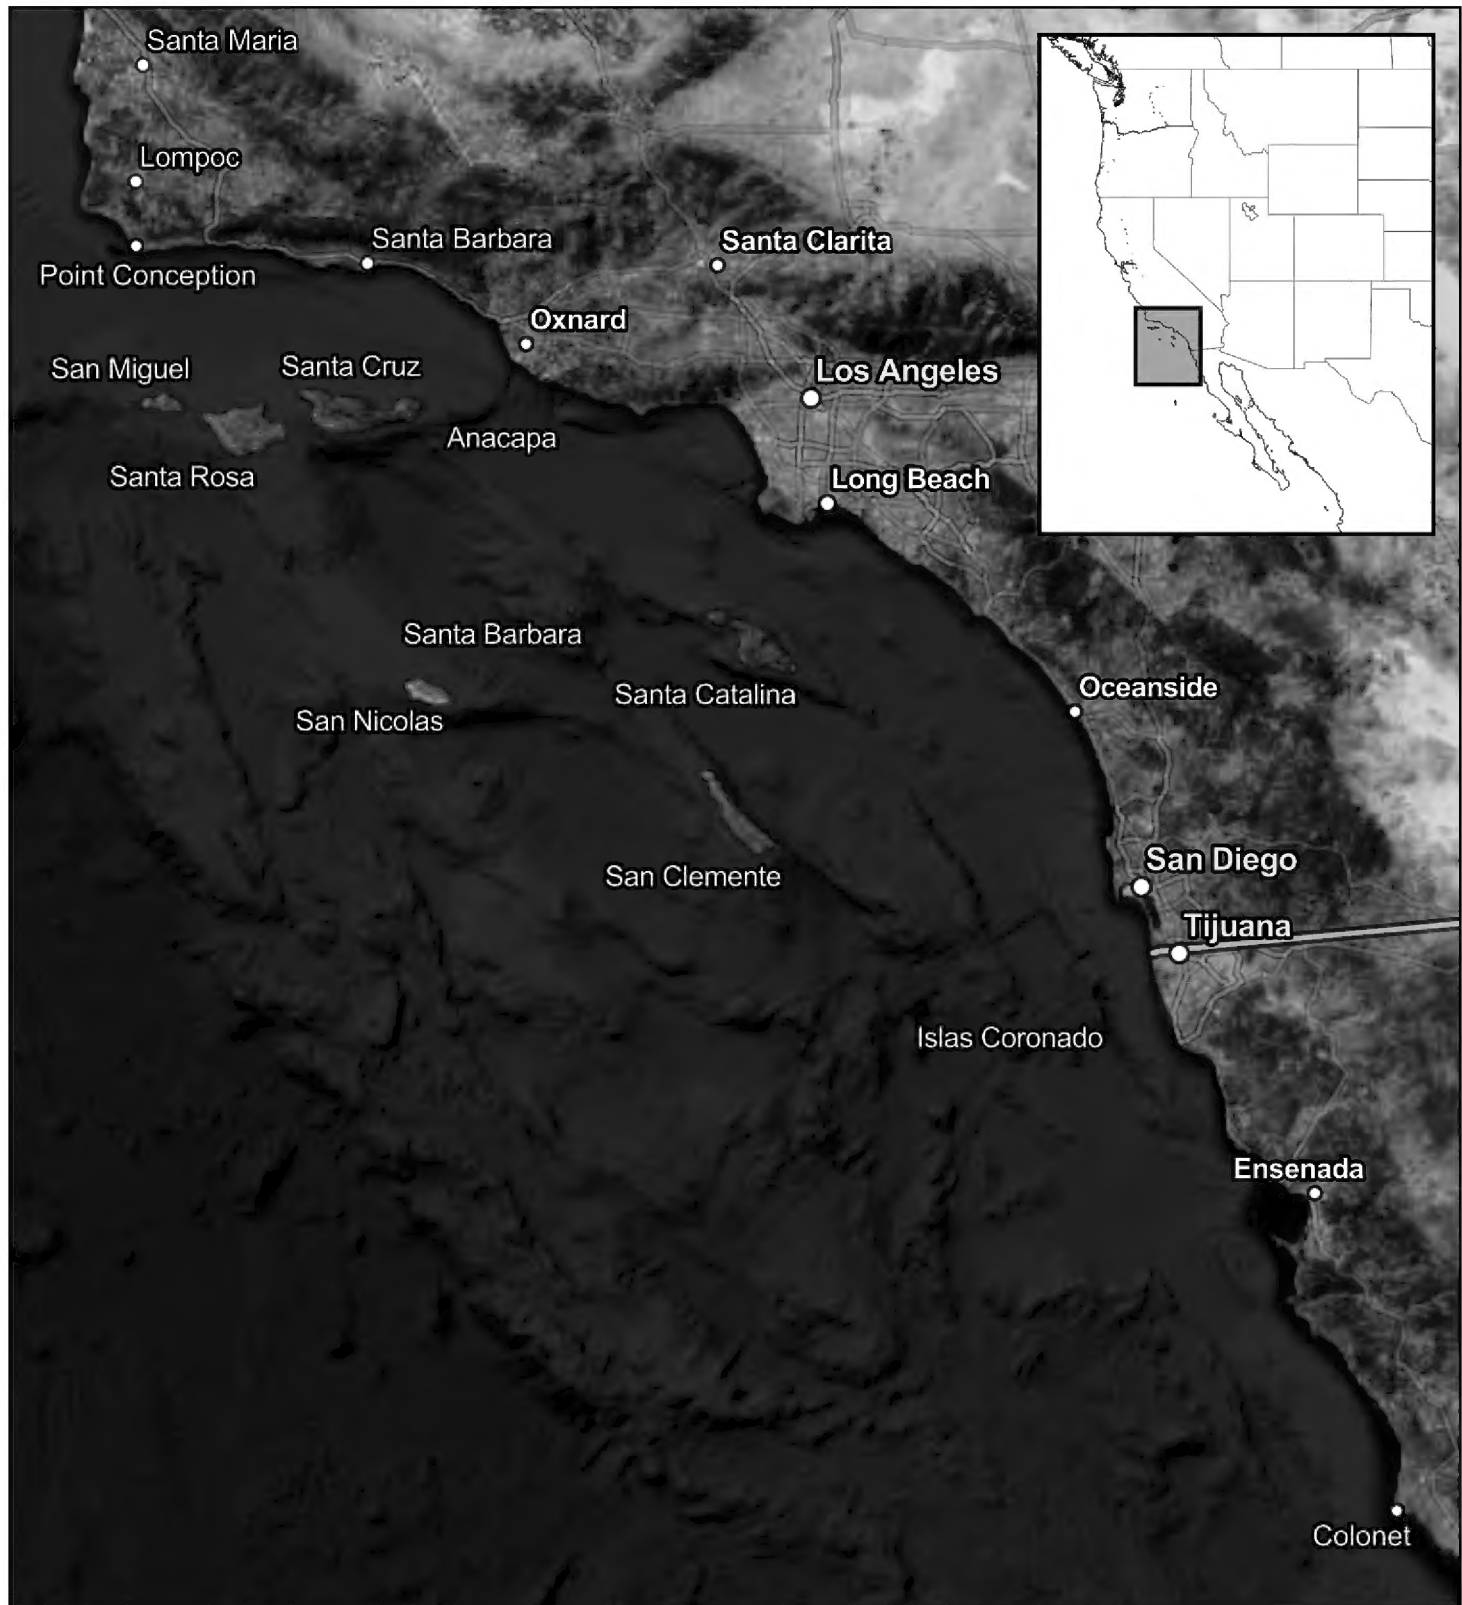 Santa Maria
Lompoc
Santa Barbara
Santa Clarita
Point Conception
Oxnard
San Miguel
Santa Cruz
Los Angeles
Anacapa
Santa Rosa
Long Beach
Santa Barbara
Santa Catalina
Oceanside
San Nicolas
San Diego
San Clemente
Tijuana
Islas Coronado
Ensenada
Colonet